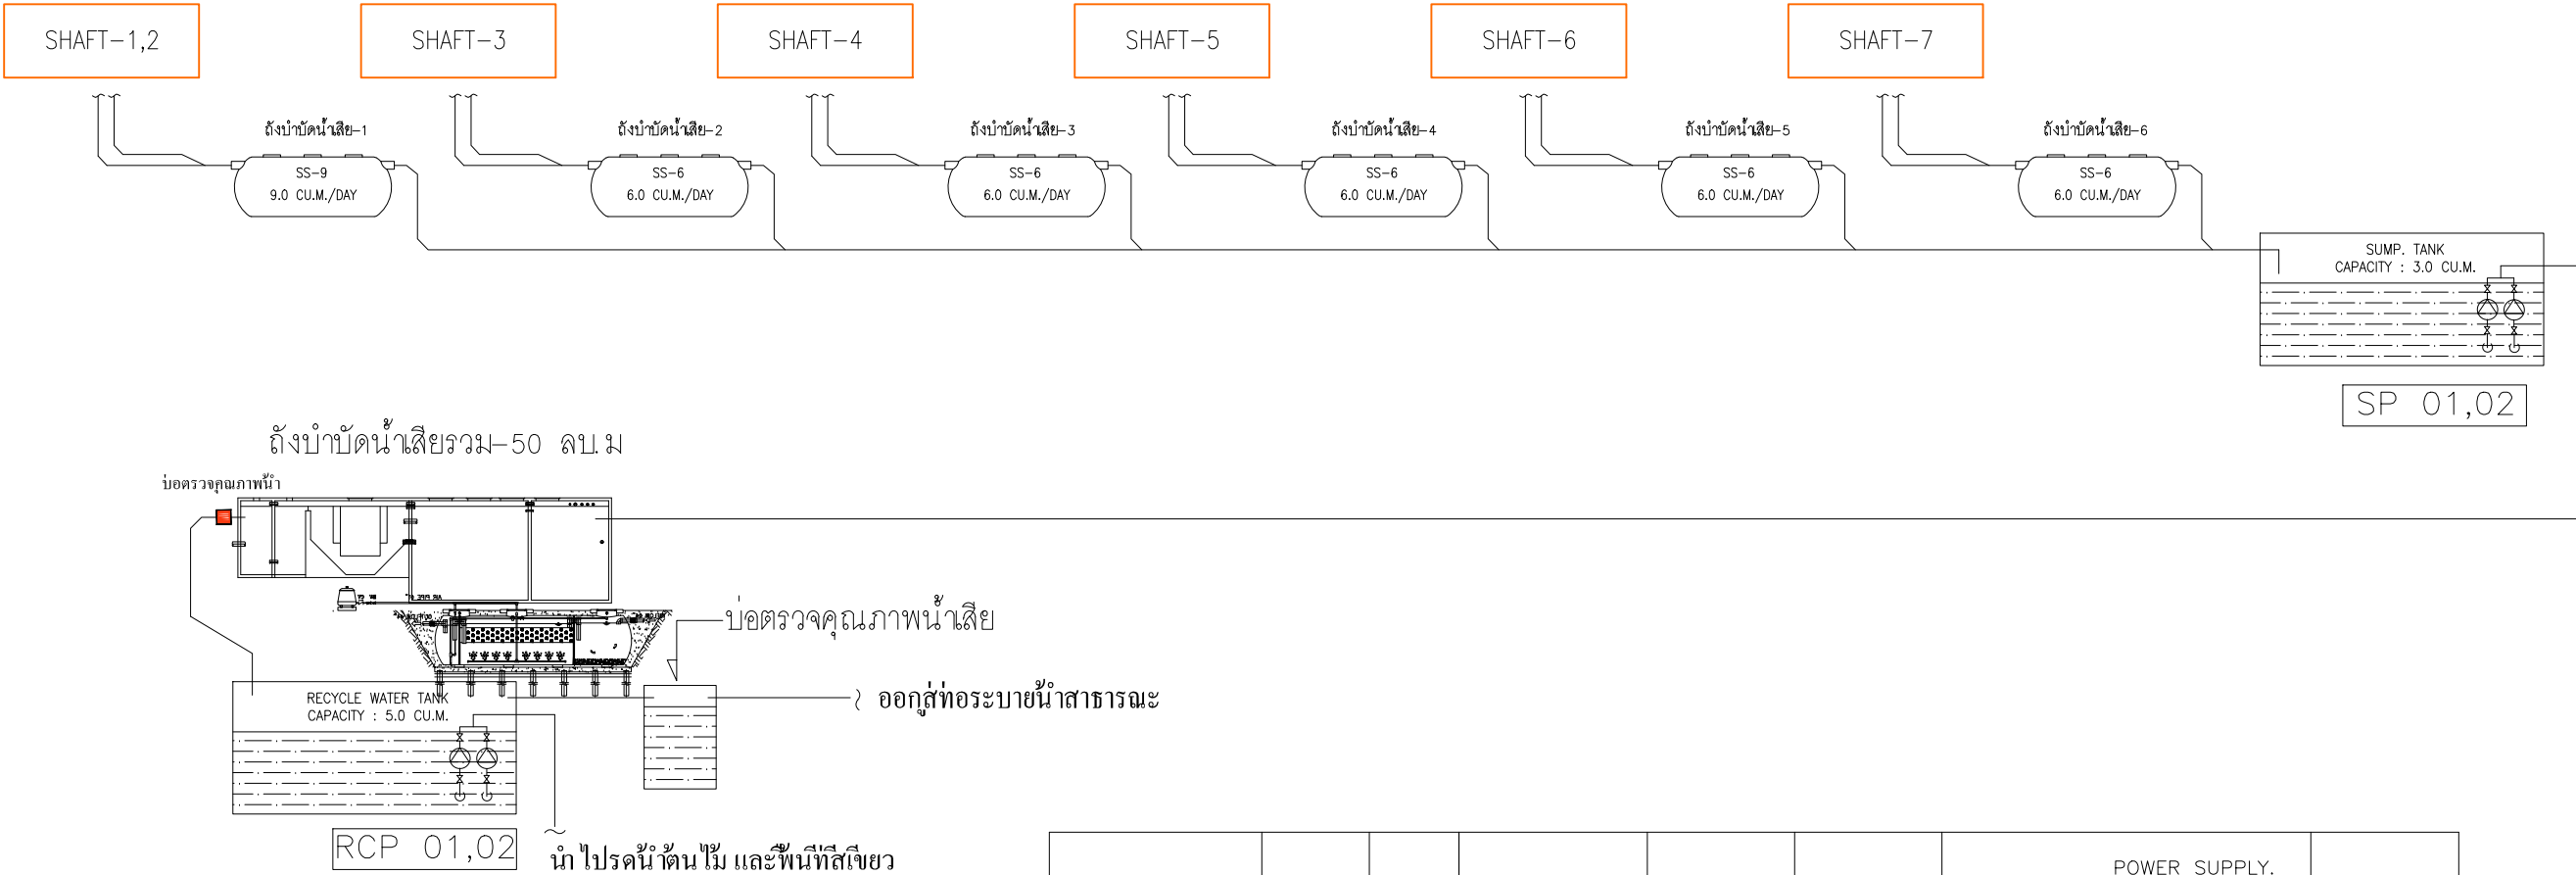 SHAFT-1,2
SHAFT-3
SHAFT-4
SHAFT-5
SHAFT-6
SHAFT-7
ถังบำบัดน้ำเสีย-1
ถังบำบัดน้ำเสีย-2
ถังบำบัดน้ำเสีย-3
ถังบำบัดน้ำเสีย-4
ถังบำบัดน้ำเสีย-5
ถังบำบัดน้ำเสีย-6
SS-9
9.0 CU.M./DAY
SS-6
6.0 CU.M./DAY
SS-6
6.0 CU.M./DAY
SS-6
6.0 CU.M./DAY
SS-6
6.0 CU.M./DAY
SS-6
6.0 CU.M./DAY
SUMP. TANK
CAPACITY : 3.0 CU.M.
SP 01,02
ถังบำบัดน้ำเสียรวม-50 ลบ.ม
บ่อตรวจคุณภาพน้ำ
บ่อตรวจคุณภาพน้ำเสีย
RECYCLE WATER TANK
CAPACITY : 5.0 CU.M.
ออกสู่ท่อระบายน้ำสาธารณะ
RCP 01,02
นำไปรดน้ำต้นไม้ และพื้นที่สีเขียว
POWER SUPPLY.